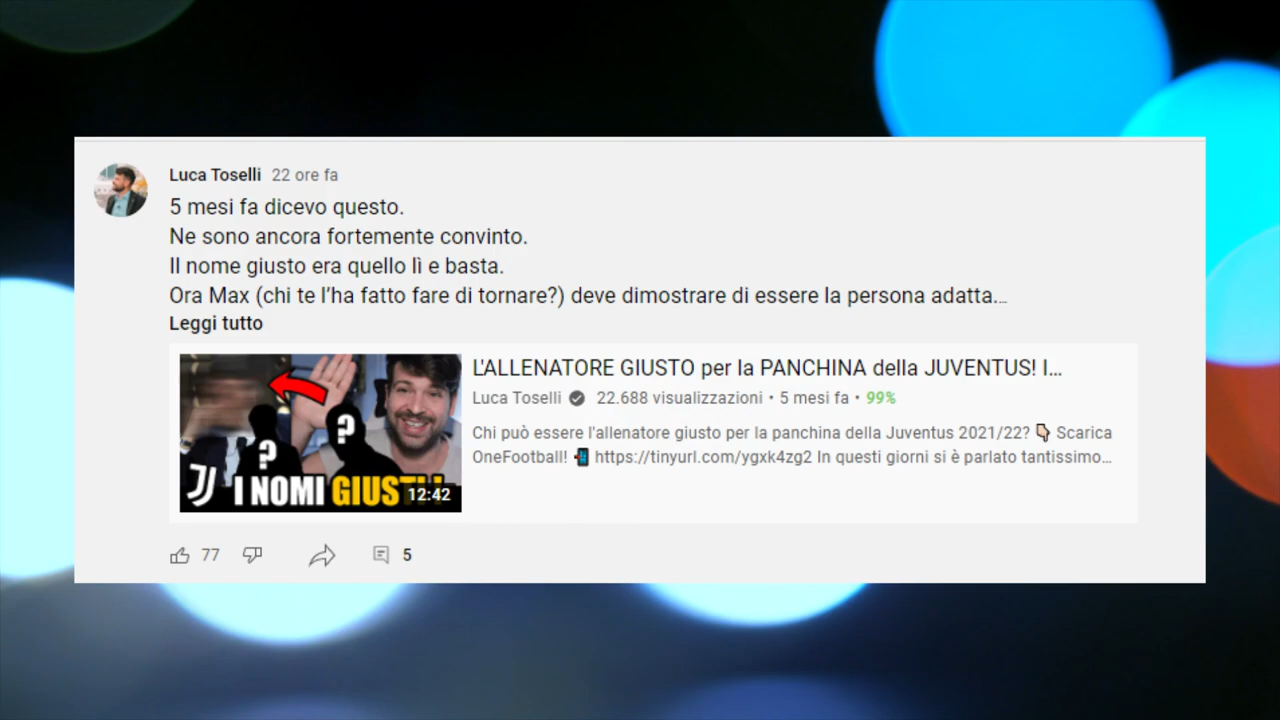 Luca Toselli 22 ore fa
5 mesi fa dicevo questo.
Ne sono ancora fortemente convinto.
Il nome giusto era quello lì e basta.
Ora Max (chi te l'ha fatto fare di tornare?) deve dimostrare di essere la persona adatta...
Leggi tutto
? ?
I NOMI GIUSTI
12:42
L'ALLENATORE GIUSTO per la PANCHINA della JUVENTUS! I...
Luca Toselli 22.688 visualizzazioni • 5 mesi fa • 99%
Chi può essere l'allenatore giusto per la panchina della Juventus 2021/22? 👇🏻 Scarica
OneFootball! 📲 https://tinyurl.com/ygxk4zg2 In questi giorni si è parlato tantissimo...
77 5